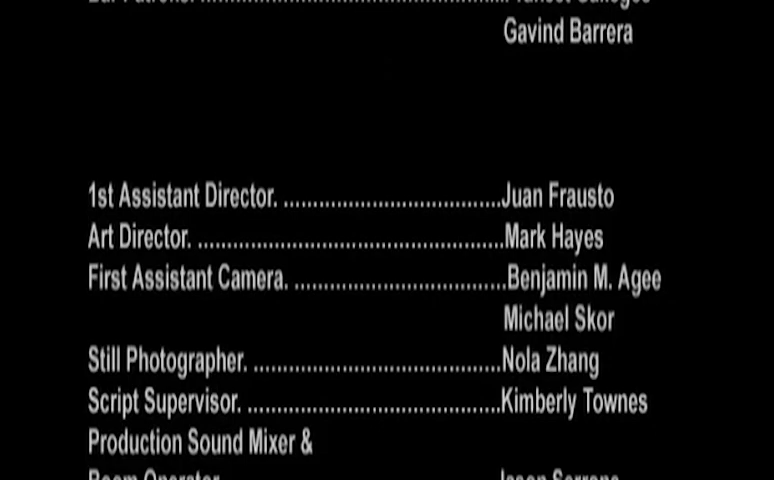 Gavind Barrera
1st Assistant Director. .....................................Juan Frausto
Art Director. ....................................................Mark Hayes
First Assistant Camera. ....................................Benjamin M. Agee
Michael Skor
Still Photographer. ..........................................Nola Zhang
Script Supervisor. ...........................................Kimberly Townes
Production Sound Mixer &